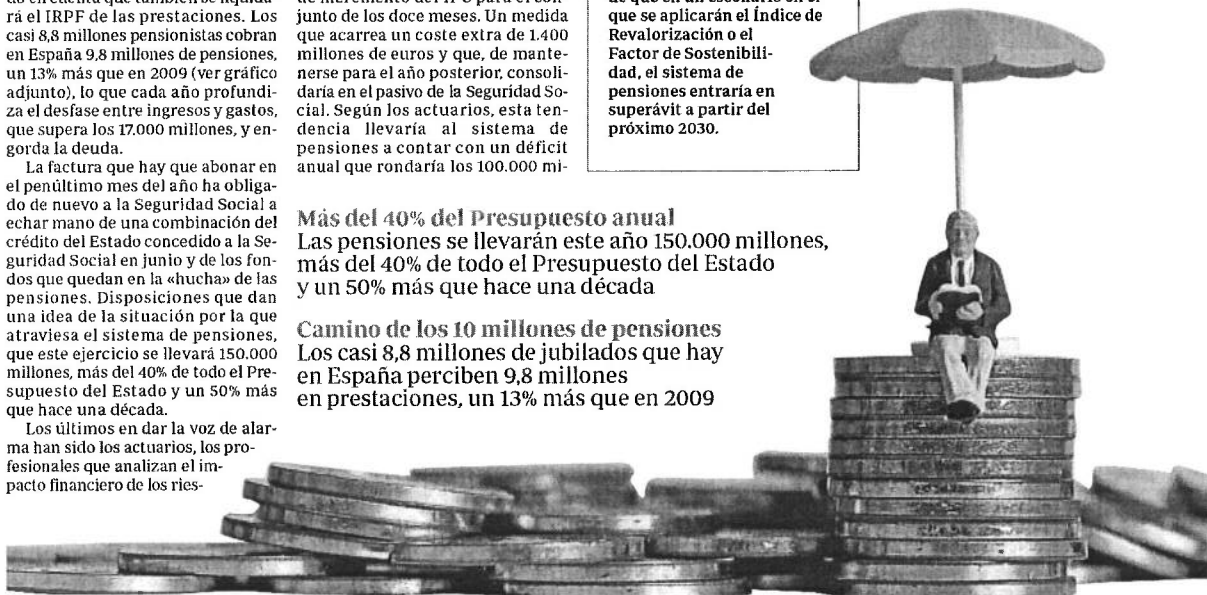 rá el IRPF de las prestaciones. Los
casi 8,8 millones pensionistas cobran
en España 9,8 millones de pensiones,
un 13% más que en 2009 (ver gráfico
adjunto), lo que cada año profundi-
za el desfase entre ingresos y gastos,
que supera los 17.000 millones, y en-
gorda la deuda.
La factura que hay que abonar en
el penúltimo mes del año ha obliga-
do de nuevo a la Seguridad Social a
echar mano de una combinación del
crédito del Estado concedido a la Se-
guridad Social en junio y de los fon-
dos que quedan en la «hucha» de las
pensiones. Disposiciones que dan
una idea de la situación por la que
atraviesa el sistema de pensiones,
que este ejercicio se llevará 150.000
millones, más del 40% de todo el Pre-
supuesto del Estado y un 50% más
que hace una década.
Los últimos en dar la voz de alar-
ma han sido los actuarios, los pro-
fesionales que analizan el im-
pacto financiero de los ries-
junto de los doce meses. Un medida
que acarrea un coste extra de 1.400
millones de euros y que, de mante-
nerse para el año posterior, consoli-
daría en el pasivo de la Seguridad So-
cial. Según los actuarios, esta ten-
dencia llevaría al sistema de
pensiones a contar con un déficit
anual que rondaría los 100.000 mi-
que se aplicarán el Índice de
Revalorización o el
Factor de Sostenibili-
dad, el sistema de
pensiones entraría en
superávit a partir del
próximo 2030.
Más del 40% del Presupuesto anual
Las pensiones se llevarán este año 150.000 millones,
más del 40% de todo el Presupuesto del Estado
y un 50% más que hace una década
Camino de los 10 millones de pensiones
Los casi 8,8 millones de jubilados que hay
en España perciben 9,8 millones
en prestaciones, un 13% más que en 2009